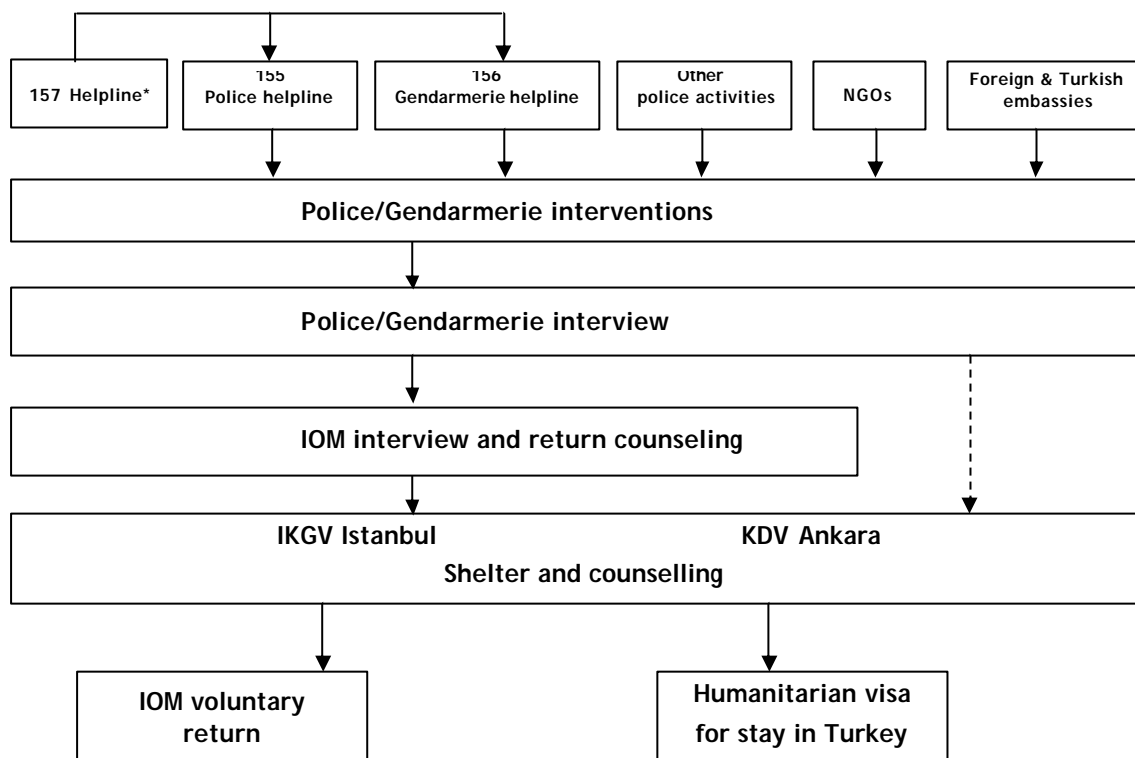 157 Helpline*
155
Police helpline
156
Gendarmerie helpline
Other
police activities
NGOs
Foreign & Turkish
embassies
Police/Gendarmerie interventions
Police/Gendarmerie interview
IOM interview and return counseling
IKGV Istanbul
KDV Ankara
Shelter and counselling
IOM voluntary
return
Humanitarian visa
for stay in Turkey